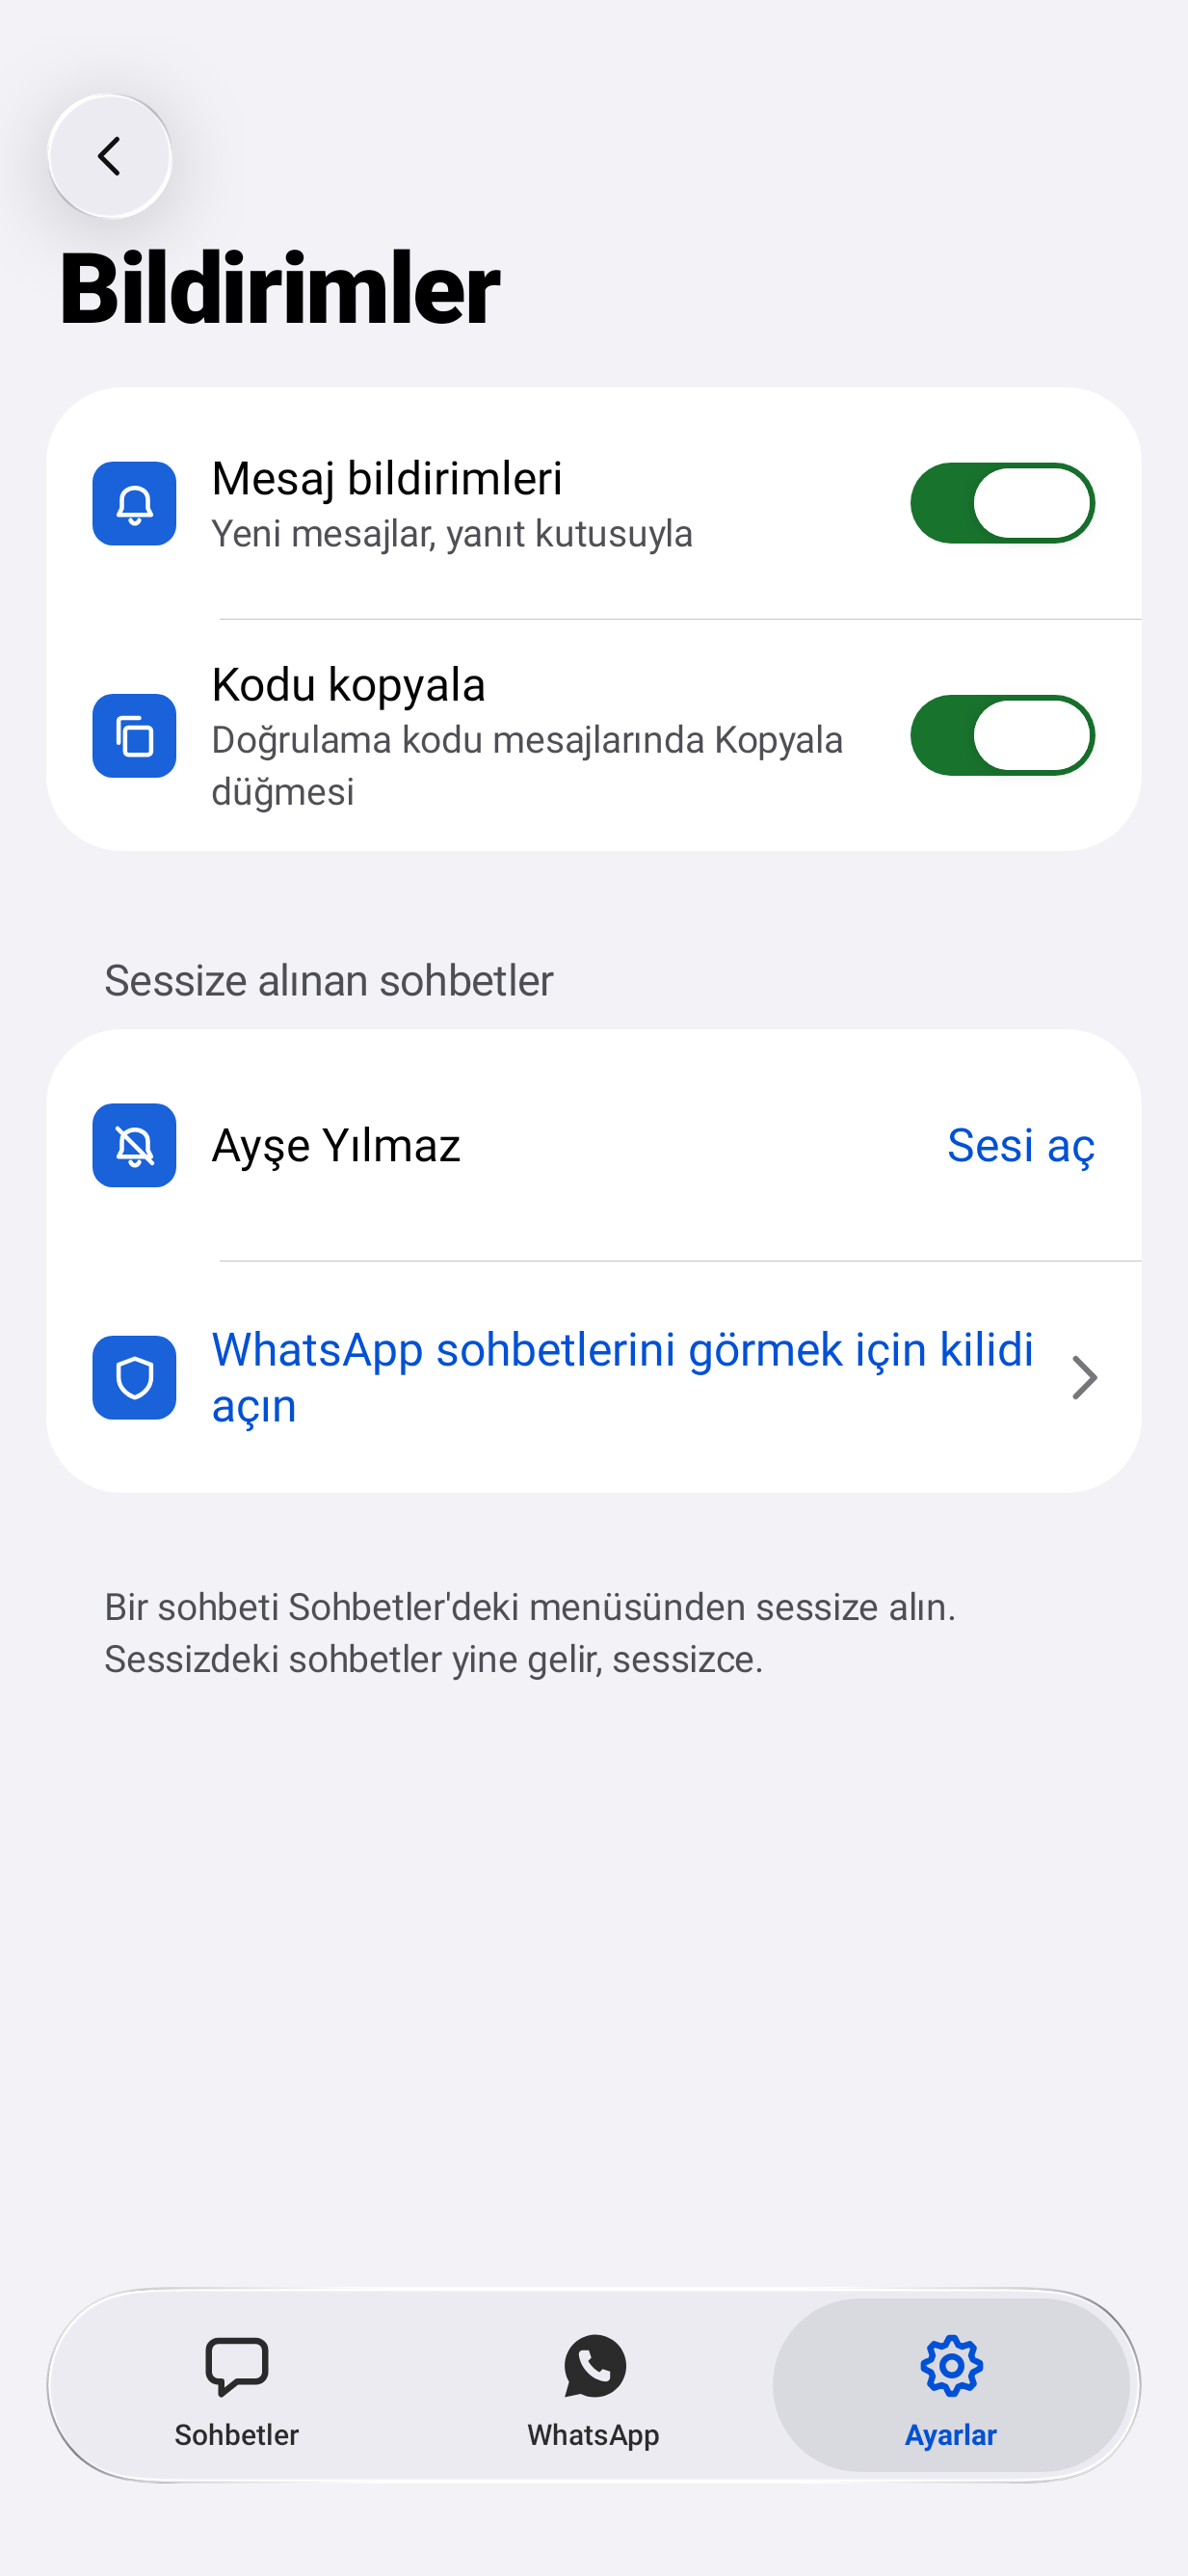 Bildirimler
Mesaj bildirimleri
Yeni mesajlar, yanıt kutusuyla
Kodu kopyala
Doğrulama kodu mesajlarında Kopyala
düğmesi
Sessize alınan sohbetler
Ayşe Yılmaz
Sesi aç
WhatsApp sohbetlerini görmek için kilidi
açın
Bir sohbeti Sohbetler'deki menüsünden sessize alın.
Sessizdeki sohbetler yine gelir, sessizce.
Sohbetler
WhatsApp
Ayarlar